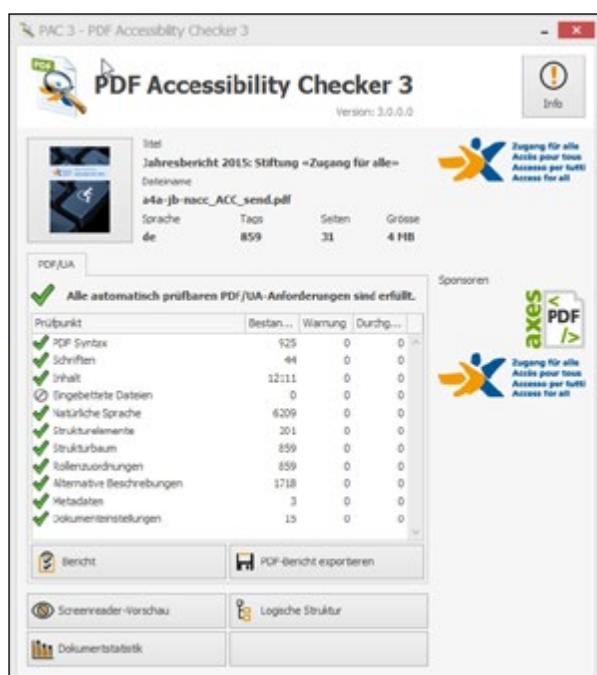 PAC 3 - PDF Accessibility Checker 3
PDF
PDF Accessibility Checker 3
Version: 3.0.0.0
Info
Titel
Jahresbericht 2015: Stiftung «Zugang für alle»
Dateiname
a4a-jb-nacc_ACC_send.pdf
Sprache Tags Seiten Grösse
de 859 31 4 MB
Zugang für alle
Accès pour tous
Accesso per tutti
Access for all
PDF/UA
Alle automatisch prüfbaren PDF/UA-Anforderungen sind erfüllt.
Prüfpunkt Bestan... Warnung Durchg...
PDF Syntax 925 0 0
Schriften 44 0 0
Inhalt 12111 0 0
Eingebettete Dateien 0 0 0
Natürliche Sprache 6209 0 0
Strukturelemente 201 0 0
Strukturbaum 859 0 0
Rollenzuordnungen 859 0 0
Alternative Beschreibungen 1718 0 0
Metadaten 3 0 0
Dokumenteinstellungen 15 0 0
Sponsoren
axes
< PDF />
Zugang für alle
Accès pour tous
Accesso per tutti
Access for all
Bericht
PDF-Bericht exportieren
Screenreader-Vorschau
Logische Struktur
Dokumentstatistik